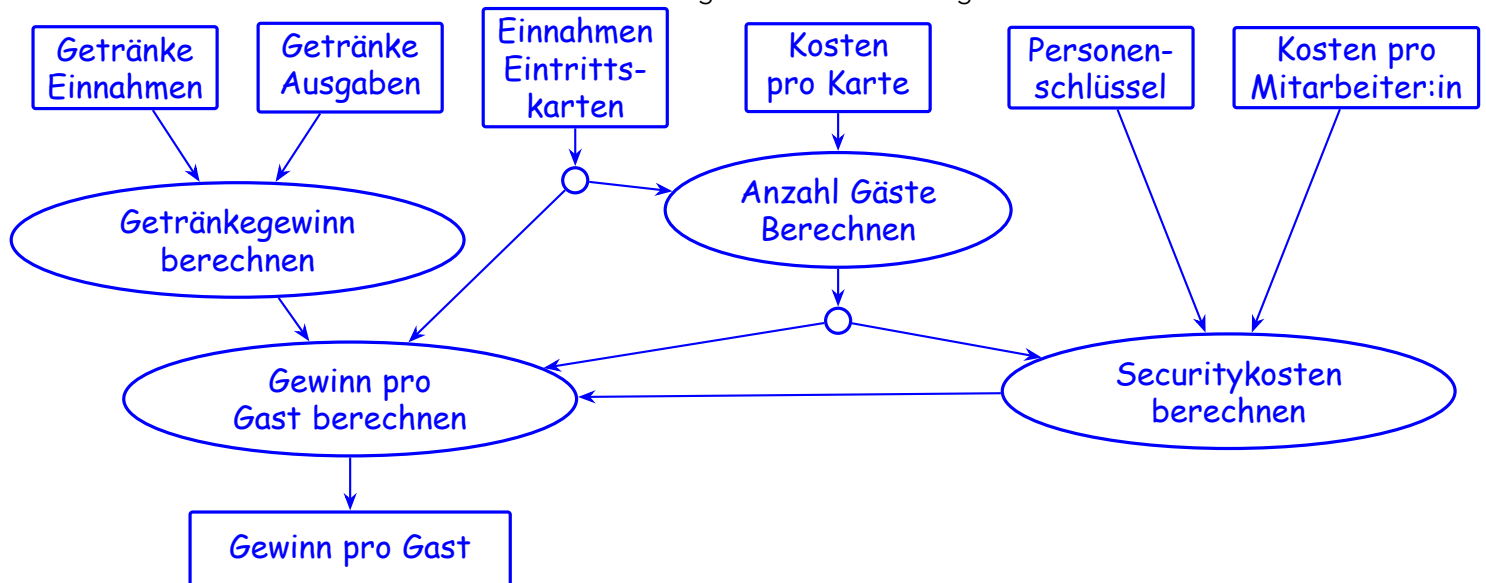 Getränke
Einnahmen
Getränke
Ausgaben
Einnahmen
Eintritts-
karten
Kosten
pro Karte
Personen-
schlüssel
Kosten pro
Mitarbeiter:in
Getränkegewinn
berechnen
Anzahl Gäste
Berechnen
Gewinn pro
Gast berechnen
Securitykosten
berechnen
Gewinn pro Gast